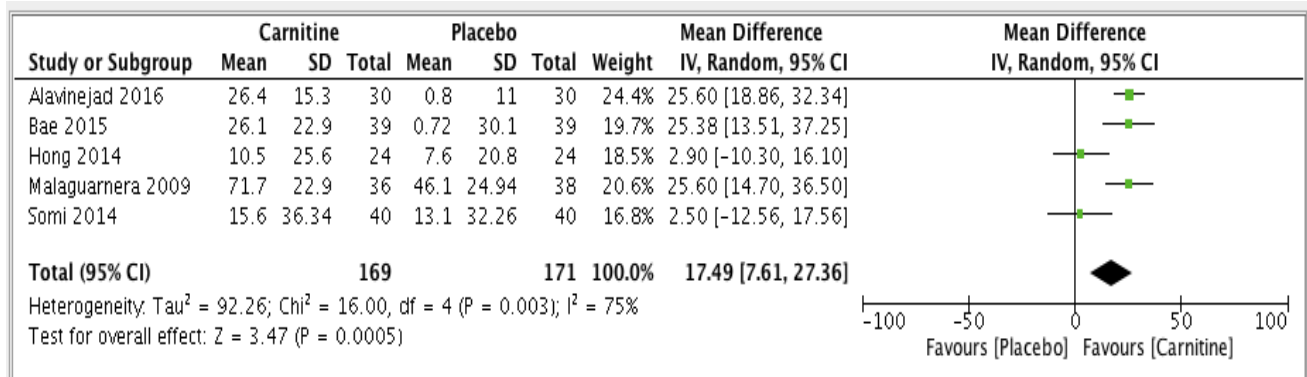 Carnitine Placebo Mean Difference Mean Difference
Study or Subgroup Mean SD Total Mean SD Total Weight IV, Random, 95% CI IV, Random, 95% CI
Alavinejad 2016 26.4 15.3 30 0.8 11 30 24.4% 25.60 [18.86, 32.34]
Bae 2015 26.1 22.9 39 0.72 30.1 39 19.7% 25.38 [13.51, 37.25]
Hong 2014 10.5 25.6 24 7.6 20.8 24 18.5% 2.90 [−10.30, 16.10]
Malaguarnera 2009 71.7 22.9 36 46.1 24.94 38 20.6% 25.60 [14.70, 36.50]
Somi 2014 15.6 36.34 40 13.1 32.26 40 16.8% 2.50 [−12.56, 17.56]
Total (95% CI) 169 171 100.0% 17.49 [7.61, 27.36]
Heterogeneity: Tau² = 92.26; Chi² = 16.00, df = 4 (P = 0.003); I² = 75%
Test for overall effect: Z = 3.47 (P = 0.0005)
−100 −50 0 50 100
Favours [Placebo] Favours [Carnitine]